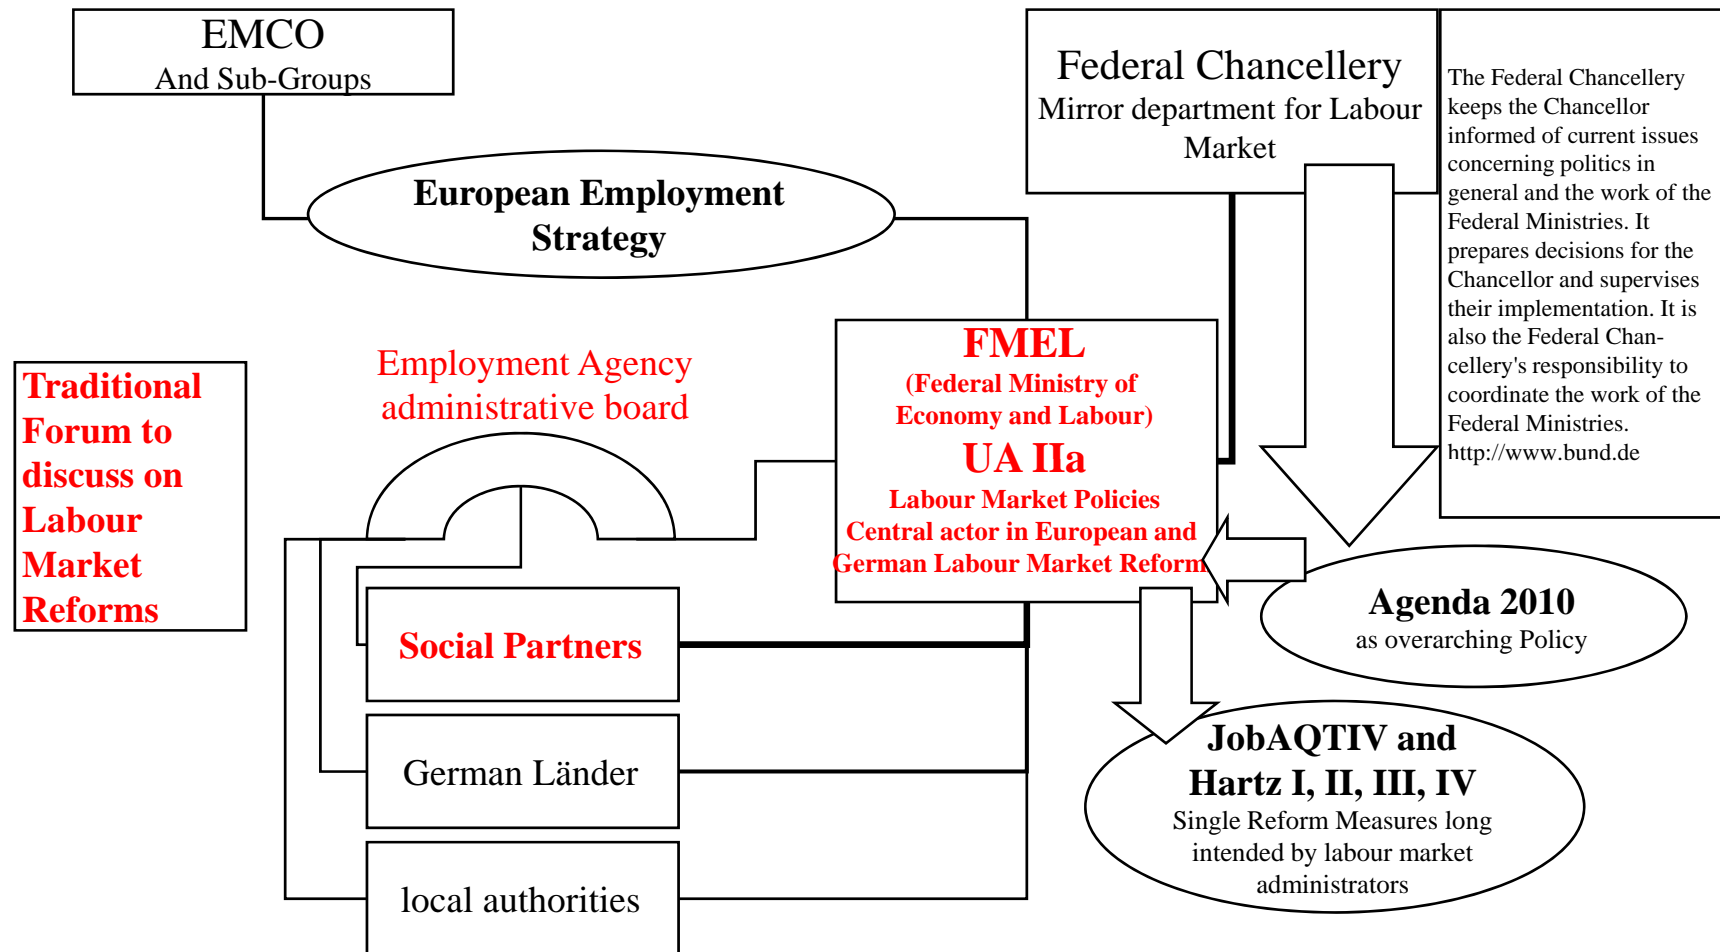 EMCO
And Sub-Groups
Federal Chancellery
Mirror department for Labour
Market
The Federal Chancellery
keeps the Chancellor
informed of current issues
concerning politics in
general and the work of the
Federal Ministries. It
prepares decisions for the
Chancellor and supervises
their implementation. It is
also the Federal Chan-
cellery's responsibility to
coordinate the work of the
Federal Ministries.
http://www.bund.de
European Employment
Strategy
FMEL
(Federal Ministry of
Economy and Labour)
UA IIa
Labour Market Policies
Central actor in European and
German Labour Market Reform
Employment Agency
administrative board
Traditional
Forum to
discuss on
Labour
Market
Reforms
Social Partners
German Länder
local authorities
Agenda 2010
as overarching Policy
JobAQTIV and
Hartz I, II, III, IV
Single Reform Measures long
intended by labour market
administrators